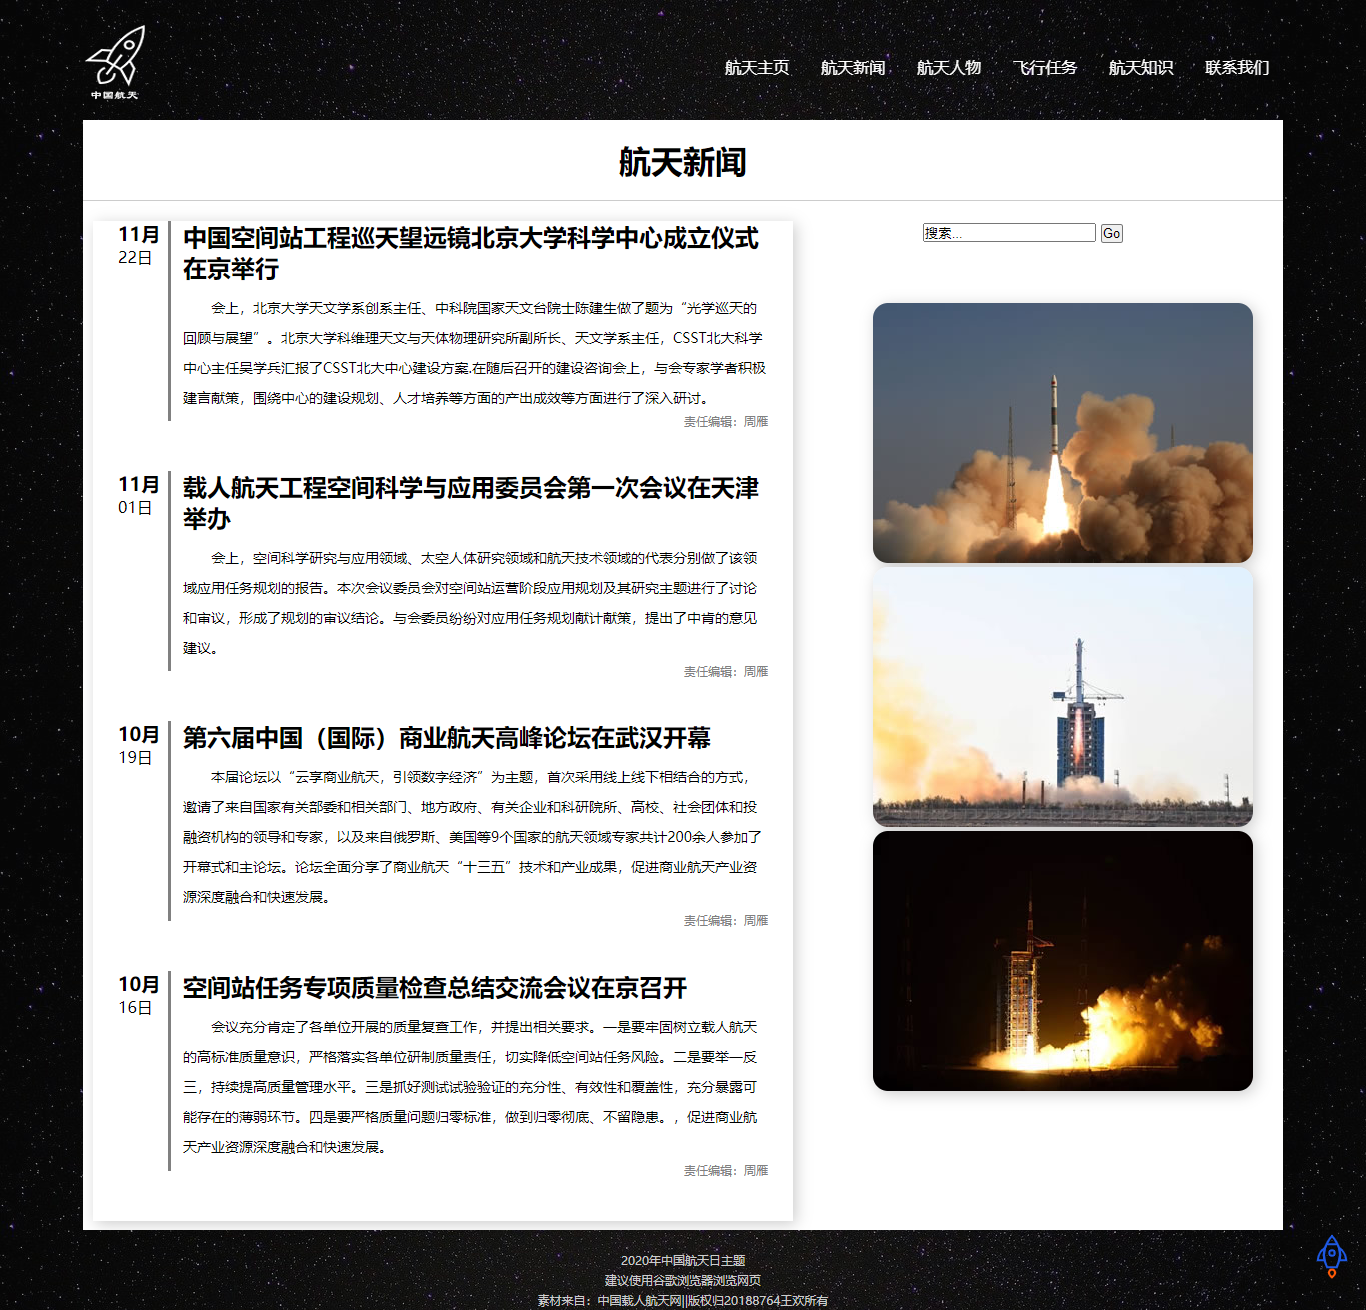 中国航天
航天主页 航天新闻 航天人物 飞行任务 航天知识 联系我们
航天新闻
11月
22日
中国空间站工程巡天望远镜北京大学科学中心成立仪式
在京举行
会上，北京大学天文学系创系主任、中科院国家天文台院士陈建生做了题为“光学巡天的
回顾与展望”。北京大学科维理天文与天体物理研究所副所长、天文学系主任，CSST北大科学
中心主任吴学兵汇报了CSST北大中心建设方案.在随后召开的建设咨询会上，与会专家学者积极
建言献策，围绕中心的建设规划、人才培养等方面的产出成效等方面进行了深入研讨。
责任编辑：周雁
11月
01日
载人航天工程空间科学与应用委员会第一次会议在天津
举办
会上，空间科学研究与应用领域、太空人体研究领域和航天技术领域的代表分别做了该领
域应用任务规划的报告。本次会议委员会对空间站运营阶段应用规划及其研究主题进行了讨论
和审议，形成了规划的审议结论。与会委员纷纷对应用任务规划献计献策，提出了中肯的意见
建议。
责任编辑：周雁
10月
19日
第六届中国（国际）商业航天高峰论坛在武汉开幕
本届论坛以“云享商业航天，引领数字经济”为主题，首次采用线上线下相结合的方式，
邀请了来自国家有关部委和相关部门、地方政府、有关企业和科研院所、高校、社会团体和投
融资机构的领导和专家，以及来自俄罗斯、美国等9个国家的航天领域专家共计200余人参加了
开幕式和主论坛。论坛全面分享了商业航天“十三五”技术和产业成果，促进商业航天产业资
源深度融合和快速发展。
责任编辑：周雁
10月
16日
空间站任务专项质量检查总结交流会议在京召开
会议充分肯定了各单位开展的质量复查工作，并提出相关要求。一是要牢固树立载人航天
的高标准质量意识，严格落实各单位研制质量责任，切实降低空间站任务风险。二是要举一反
三，持续提高质量管理水平。三是抓好测试试验验证的充分性、有效性和覆盖性，充分暴露可
能存在的薄弱环节。四是要严格质量问题归零标准，做到归零彻底、不留隐患。，促进商业航
天产业资源深度融合和快速发展。
责任编辑：周雁
搜索... Go
2020年中国航天日主题
建议使用谷歌浏览器浏览网页
素材来自：中国载人航天网||版权归20188764王欢所有